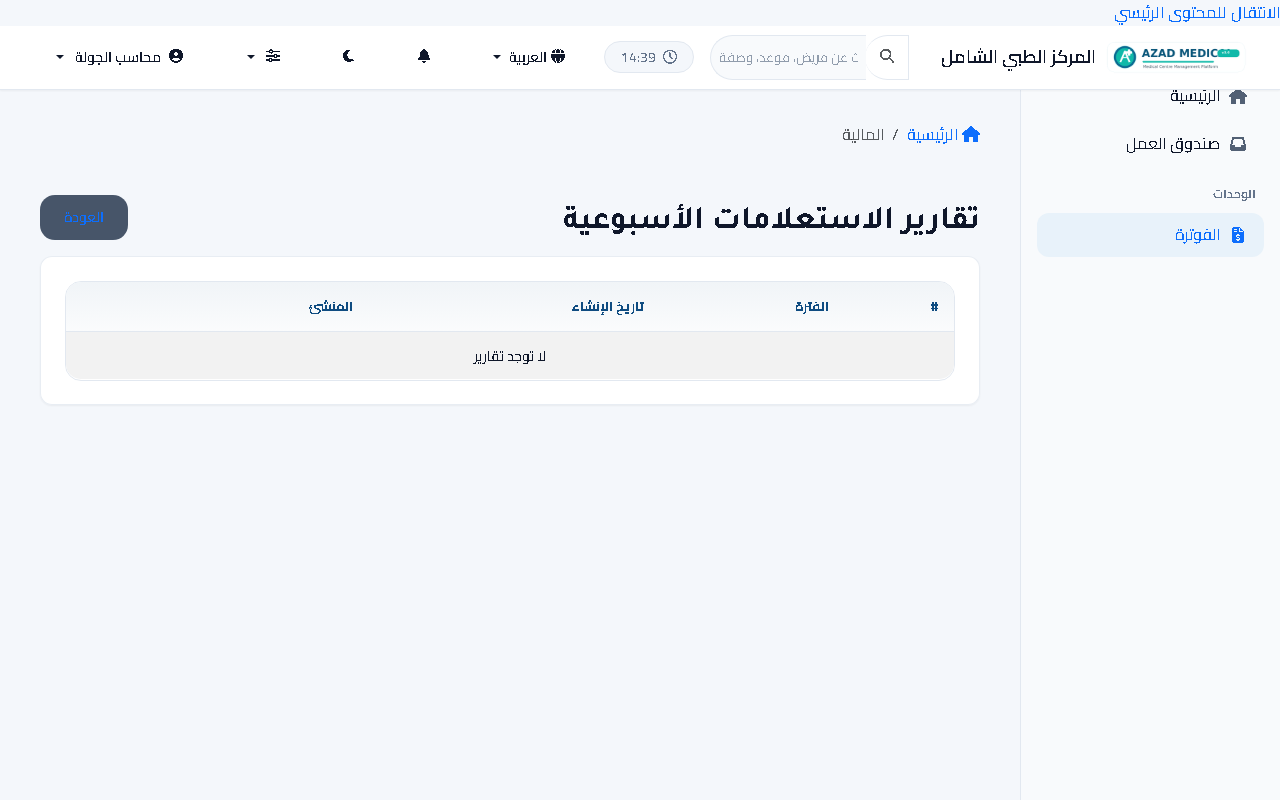 الانتقال للمحتوى الرئيسي
AZAD MEDIC
Medical Centre Management Platform
المركز الطبي الشامل
عن مريض، موعد، وصفة
14:39
العربية
محاسب الجولة
الرئيسية
صندوق العمل
الوحدات
الفوترة
الرئيسية / المالية
تقارير الاستعلامات الأسبوعية
العودة
# الفترة تاريخ الإنشاء المنشئ
لا توجد تقارير